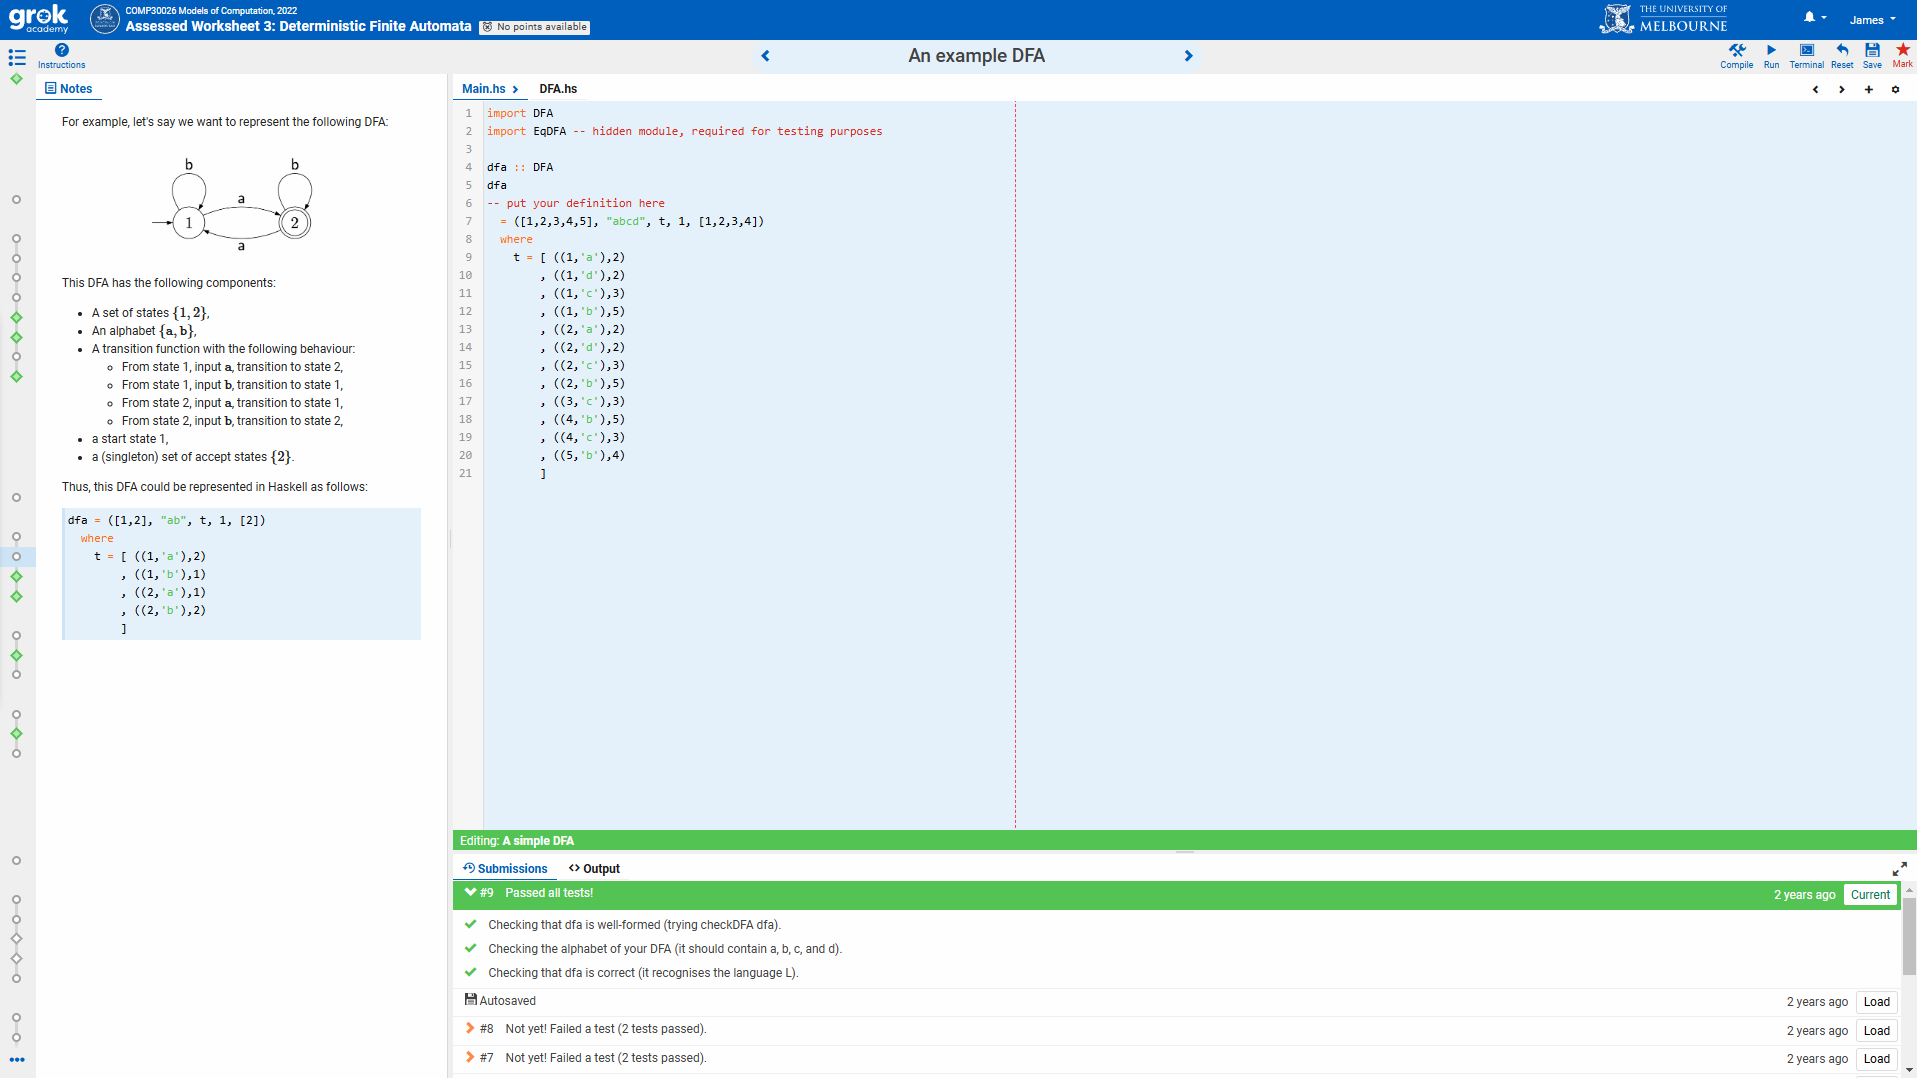 grok
academy
COMP30026 Models of Computation, 2022
Assessed Worksheet 3: Deterministic Finite Automata
No points available
THE UNIVERSITY OF
MELBOURNE
James
Instructions
An example DFA
Compile
Run
Terminal
Reset
Save
Mark
Notes
For example, let's say we want to represent the following DFA:
b
b
a
1
2
a
This DFA has the following components:
• A set of states {1, 2},
• An alphabet {a, b},
• A transition function with the following behaviour:
◦ From state 1, input a, transition to state 2,
◦ From state 1, input b, transition to state 1,
◦ From state 2, input a, transition to state 1,
◦ From state 2, input b, transition to state 2,
• a start state 1,
• a (singleton) set of accept states {2}.
Thus, this DFA could be represented in Haskell as follows:
dfa = ([1,2], "ab", t, 1, [2])
where
t = [ ((1,'a'),2)
, ((1,'b'),1)
, ((2,'a'),1)
, ((2,'b'),2)
]
Main.hs
DFA.hs
1 import DFA
2 import EqDFA -- hidden module, required for testing purposes
3
4 dfa :: DFA
5 dfa
6 -- put your definition here
7 = ([1,2,3,4,5], "abcd", t, 1, [1,2,3,4])
8 where
9 t = [ ((1,'a'),2)
10 , ((1,'d'),2)
11 , ((1,'c'),3)
12 , ((1,'b'),5)
13 , ((2,'a'),2)
14 , ((2,'d'),2)
15 , ((2,'c'),3)
16 , ((2,'b'),5)
17 , ((3,'c'),3)
18 , ((4,'b'),5)
19 , ((4,'c'),3)
20 , ((5,'b'),4)
21 ]
Editing: A simple DFA
Submissions
Output
#9 Passed all tests!
2 years ago
Current
Checking that dfa is well-formed (trying checkDFA dfa).
Checking the alphabet of your DFA (it should contain a, b, c, and d).
Checking that dfa is correct (it recognises the language L).
Autosaved
2 years ago
Load
#8 Not yet! Failed a test (2 tests passed).
2 years ago
Load
#7 Not yet! Failed a test (2 tests passed).
2 years ago
Load